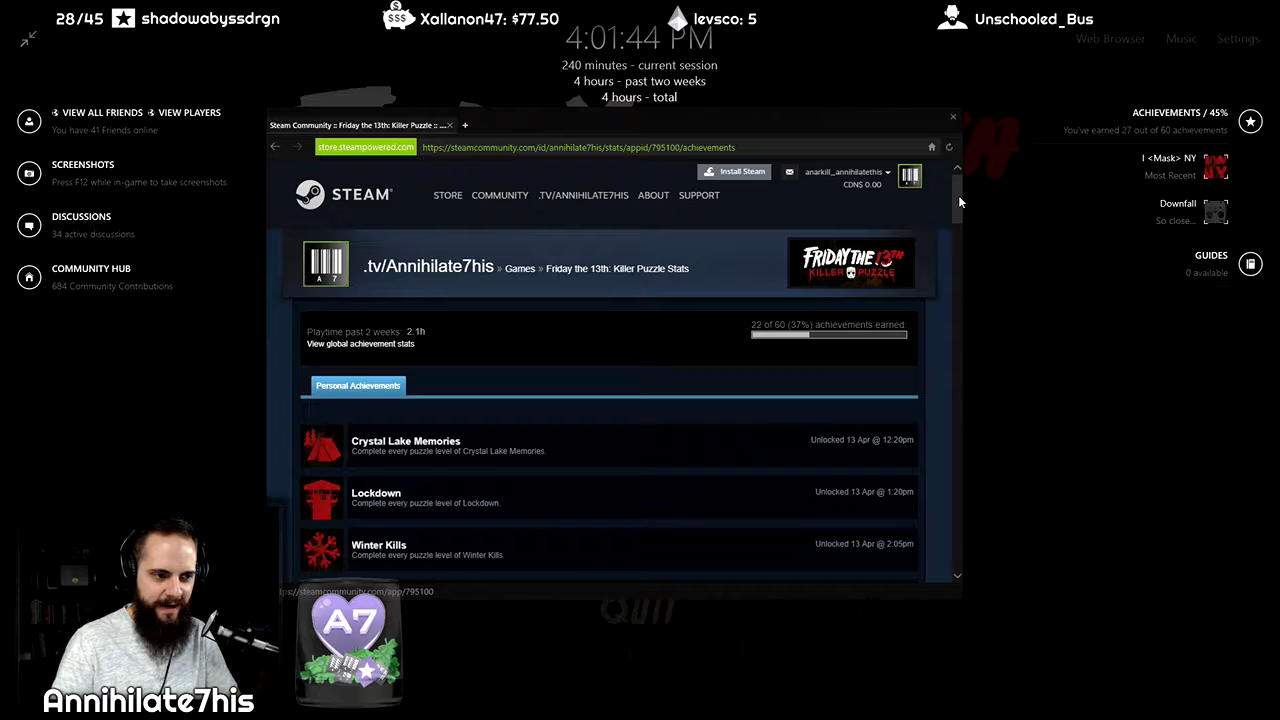 28/45 ★ shadowabyssdrgn
$$$ Xallanon47: $77.50
levsco: 5
Unschooled_Bus
4:01:44 PM
240 minutes - current session
4 hours - past two weeks
4 hours - total
Web Browser Music Settings
VIEW ALL FRIENDS VIEW PLAYERS
You have 41 Friends online
SCREENSHOTS
Press F12 while in-game to take screenshots.
DISCUSSIONS
34 active discussions
COMMUNITY HUB
684 Community Contributions
ACHIEVEMENTS / 45%
You've earned 27 out of 60 achievements
I <Mask> NY
Most Recent
Downfall
So close...
GUIDES
0 available
Steam Community :: Friday the 13th: Killer Puzzle :: ....
store.steampowered.com https://steamcommunity.com/id/annihilate7his/stats/appid/795100/achievements
Install Steam anarkill_annihilatethis
CDN$ 0.00
STEAM® STORE COMMUNITY .TV/ANNIHILATE7HIS ABOUT SUPPORT
A 7
.tv/Annihilate7his » Games » Friday the 13th: Killer Puzzle Stats
FRIDAY THE 13TH
KILLER PUZZLE
Playtime past 2 weeks: 2.1h
View global achievement stats
22 of 60 (37%) achievements earned
Personal Achievements
Crystal Lake Memories
Complete every puzzle level of Crystal Lake Memories.
Unlocked 13 Apr @ 12:20pm
Lockdown
Complete every puzzle level of Lockdown.
Unlocked 13 Apr @ 1:20pm
Winter Kills
Complete every puzzle level of Winter Kills.
Unlocked 13 Apr @ 2:05pm
ps://steamcommunity.com/app/795100
QUIT
A7
Annihilate7his